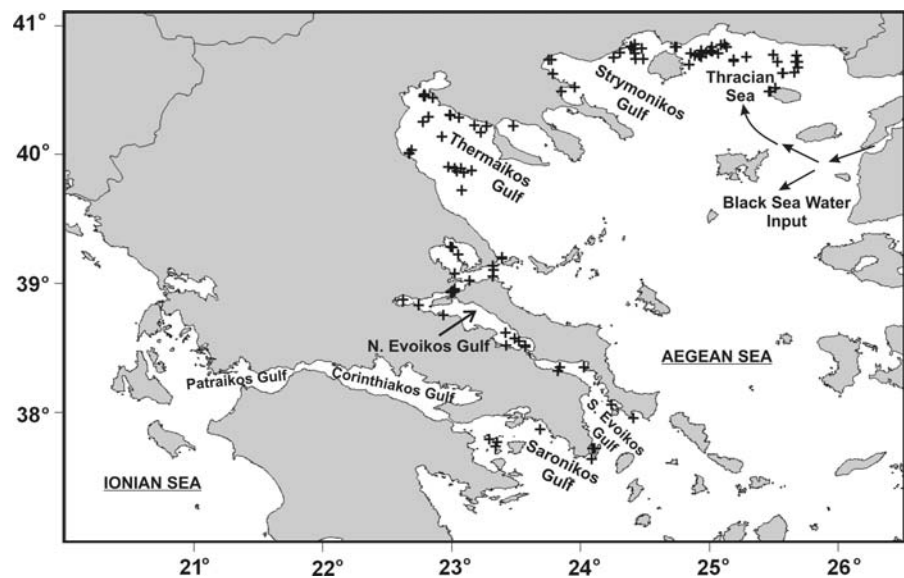 41°
40°
39°
38°
Strymonikos
Gulf
Thracian
Sea
Thermaikos
Gulf
Black Sea Water
Input
N. Evoikos Gulf
AEGEAN SEA
Patraikos Gulf
Corinthiakos Gulf
S. Evoikos
Gulf
Saronikos
Gulf
IONIAN SEA
21°
22°
23°
24°
25°
26°